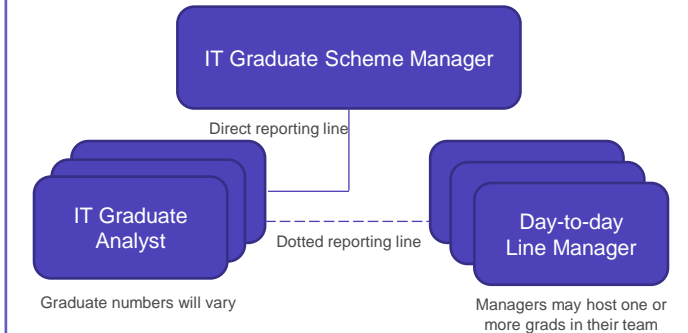 IT Graduate Scheme Manager
Direct reporting line
IT Graduate
Analyst
Dotted reporting line
Day-to-day
Line Manager
Graduate numbers will vary
Managers may host one or
more grads in their team